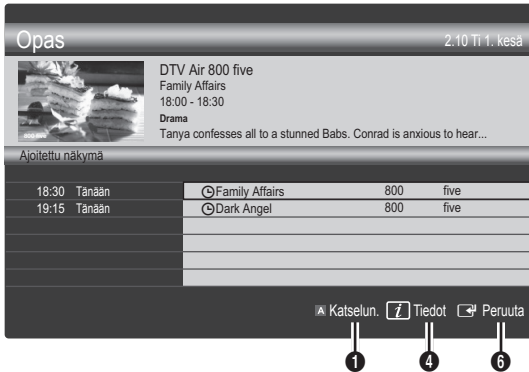 Opas 2.10 Ti 1. kesä
DTV Air 800 five
Family Affairs
18:00 - 18:30
Drama
Tanya confesses all to a stunned Babs. Conrad is anxious to hear...
Ajoitettu näkymä
18:30 Tänään Family Affairs 800 five
19:15 Tänään Dark Angel 800 five
A Katselun. i Tiedot Peruuta
1 4 6